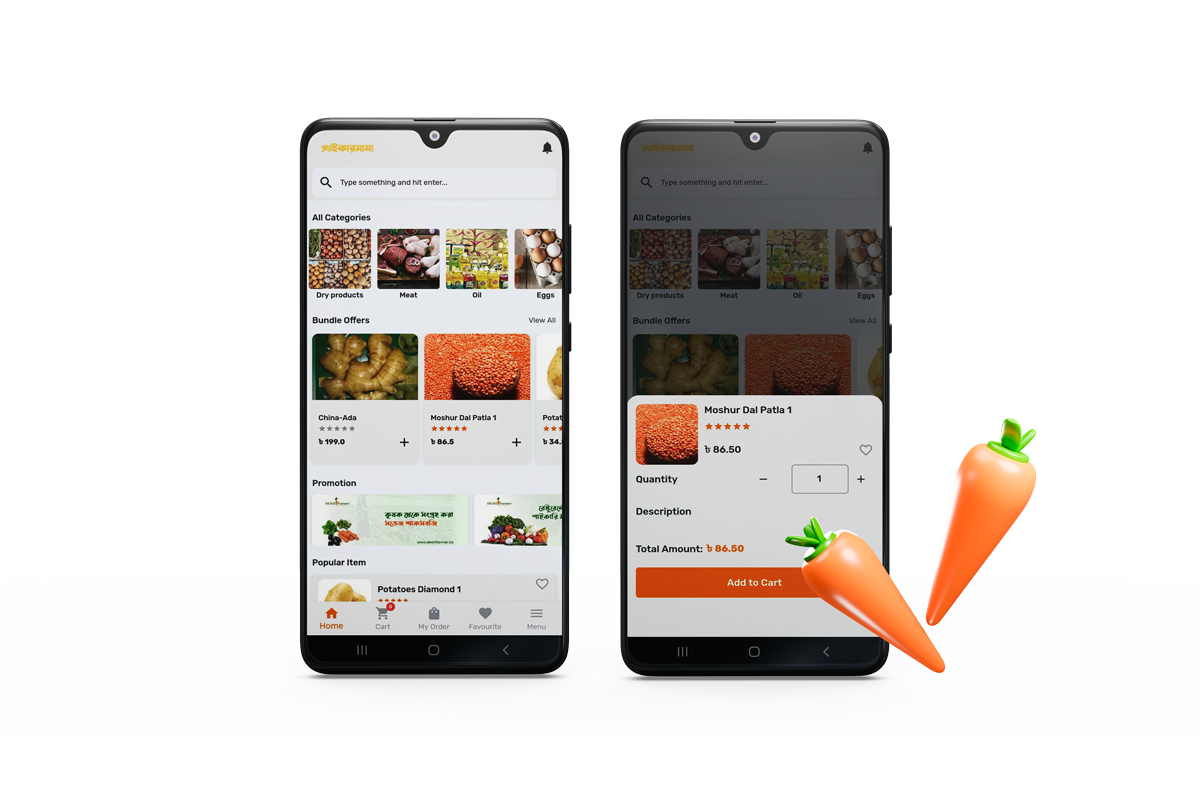 পাইকারমামা
Type something and hit enter...
All Categories
Dry products
Meat
Oil
Eggs
Bundle Offers
View All
China-Ada
৳ 199.0
Moshur Dal Patla 1
৳ 86.5
Potat
৳ 34.
Promotion
কৃষক থেকে সংগ্রহ করা
সতেজ শাকসবজি
www.deshifarmer.co
পাইকারি
Popular Item
Potatoes Diamond 1
Home
0
Cart
My Order
Favourite
Menu
পাইকারমামা
Type something and hit enter...
All Categories
Dry products
Meat
Oil
Eggs
Bundle Offers
View All
Moshur Dal Patla 1
৳ 86.50
Quantity
1
Description
Total Amount: ৳ 86.50
Add to Cart